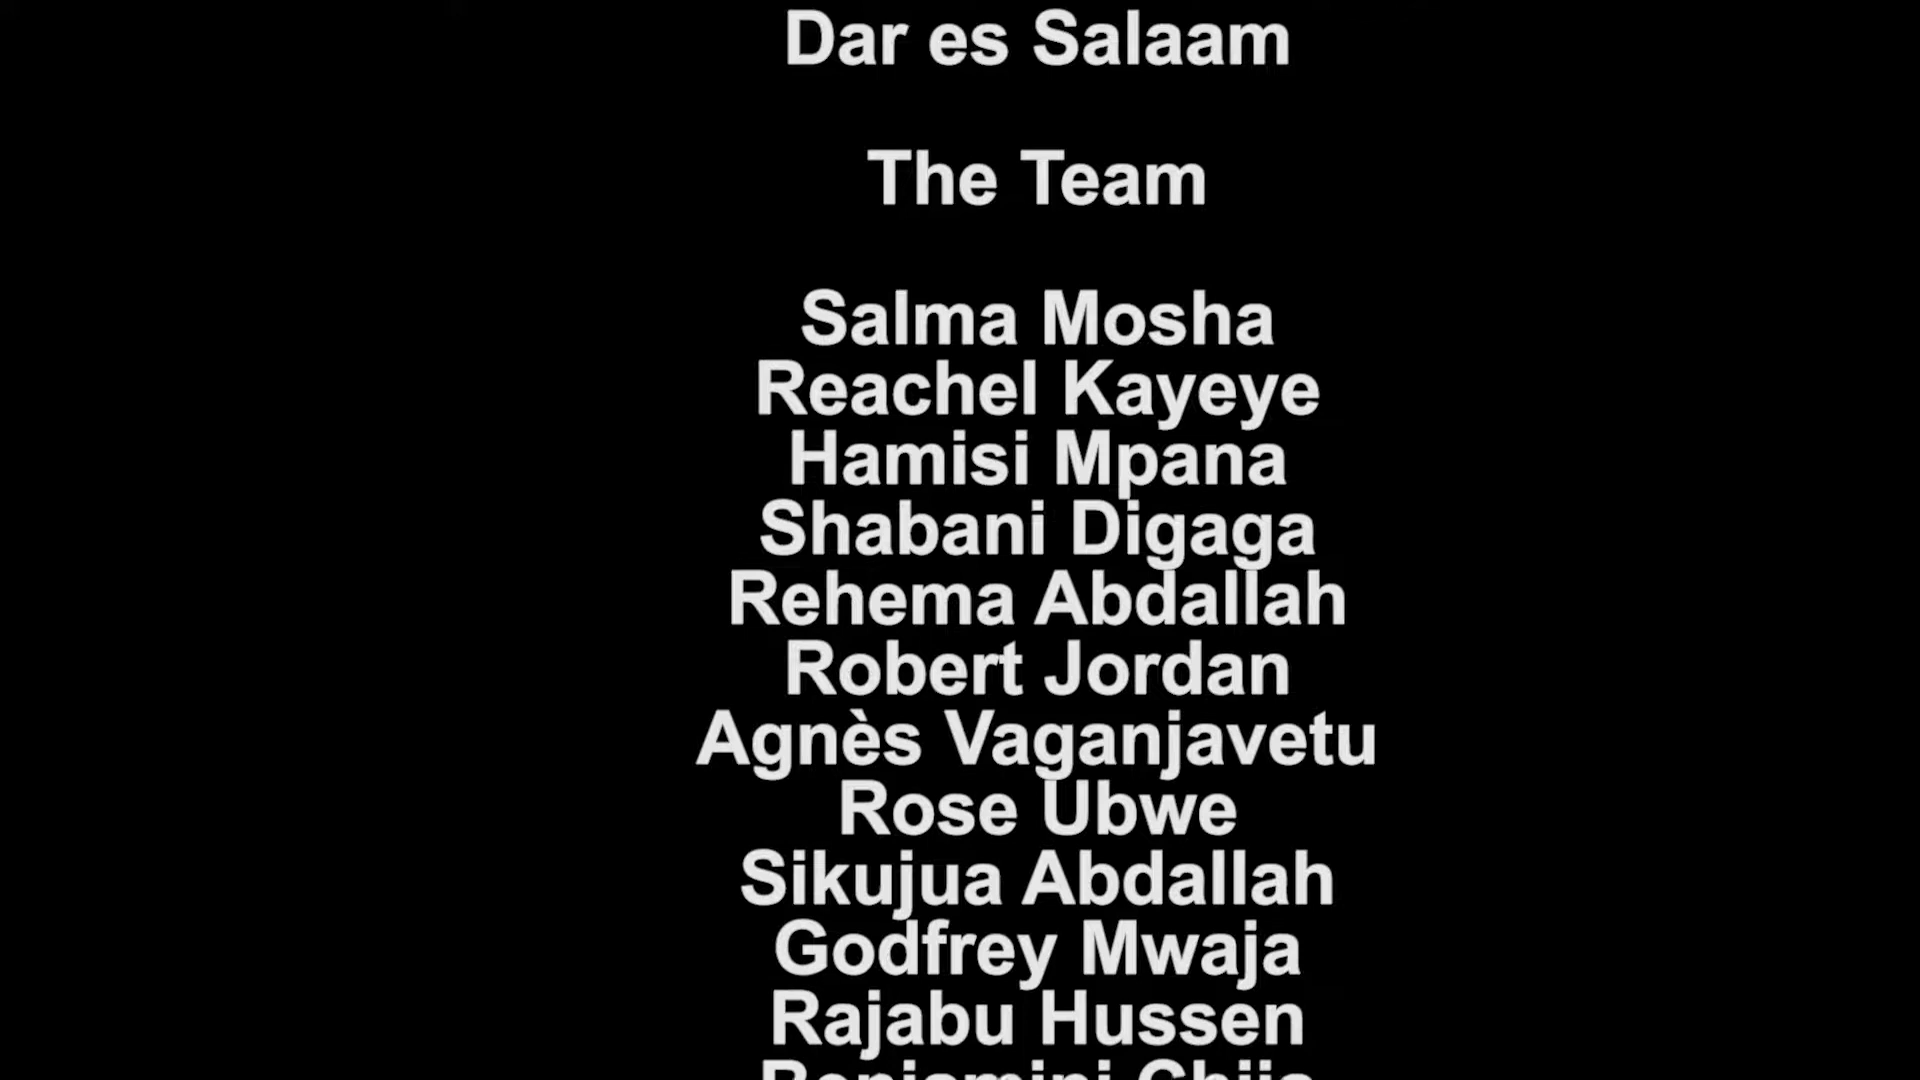 Dar es Salaam
The Team
Salma Mosha
Reachel Kayeye
Hamisi Mpana
Shabani Digaga
Rehema Abdallah
Robert Jordan
Agnès Vaganjavetu
Rose Ubwe
Sikujua Abdallah
Godfrey Mwaja
Rajabu Hussen